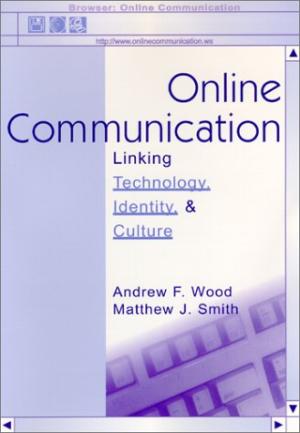 Browser: Online Communication
http://www.onlinecommunication.ws
Online
Communication
Linking
Technology,
Identity, &
Culture
Andrew F. Wood
Matthew J. Smith